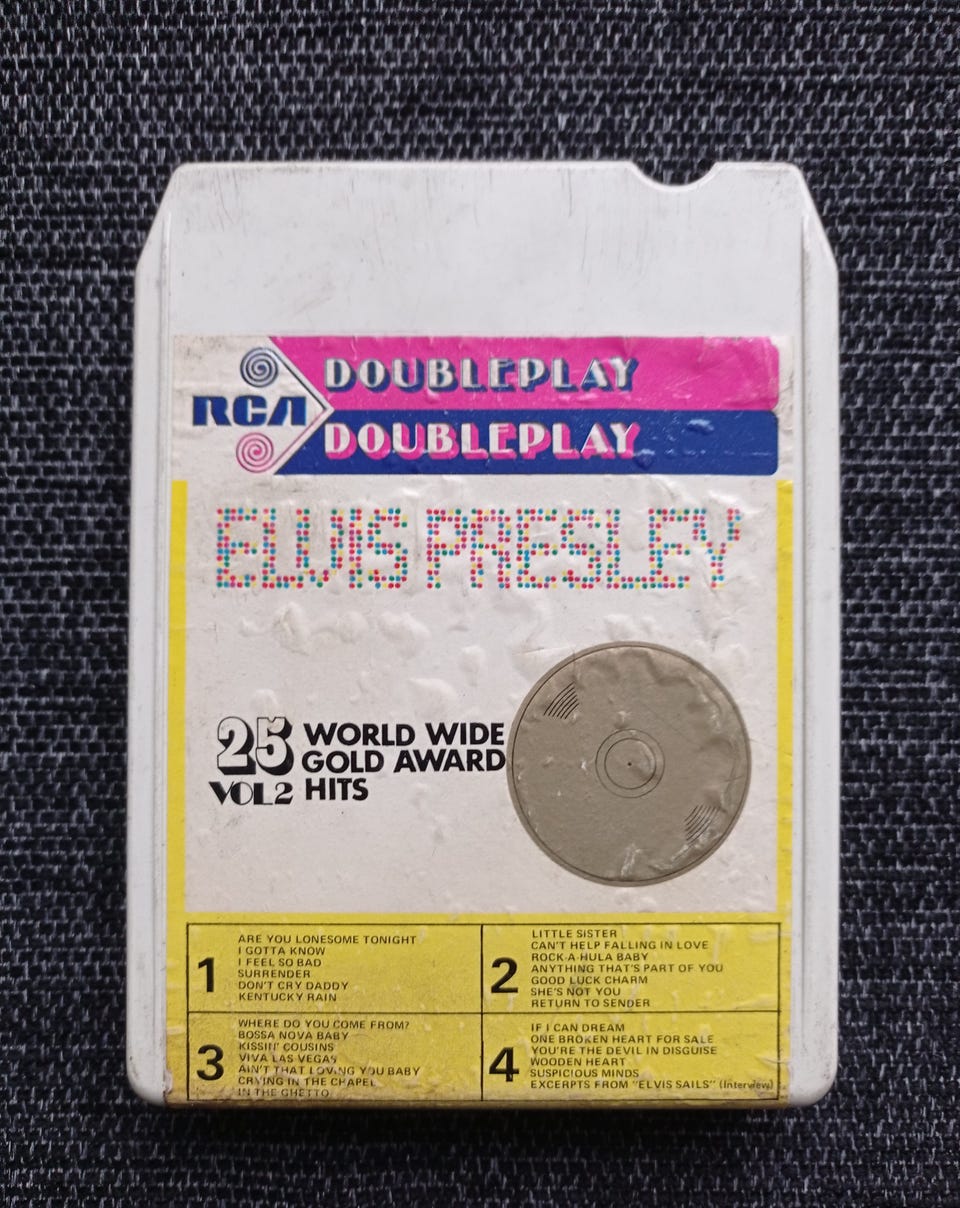 RCA
DOUBLEPLAY
DOUBLEPLAY
ELVIS PRESLEY
25 WORLD WIDE
GOLD AWARD
VOL 2 HITS
1
ARE YOU LONESOME TONIGHT
I GOTTA KNOW
I FEEL SO BAD
SURRENDER
DON'T CRY DADDY
KENTUCKY RAIN
2
LITTLE SISTER
CAN'T HELP FALLING IN LOVE
ROCK-A-HULA BABY
ANYTHING THAT'S PART OF YOU
GOOD LUCK CHARM
SHE'S NOT YOU
RETURN TO SENDER
3
WHERE DO YOU COME FROM?
BOSSA NOVA BABY
KISSIN' COUSINS
VIVA LAS VEGAS
AIN'T THAT LOVING YOU BABY
CRYING IN THE CHAPEL
IN THE GHETTO
4
IF I CAN DREAM
ONE BROKEN HEART FOR SALE
YOU'RE THE DEVIL IN DISGUISE
WOODEN HEART
SUSPICIOUS MINDS
EXCERPTS FROM "ELVIS SAILS" (Interview)